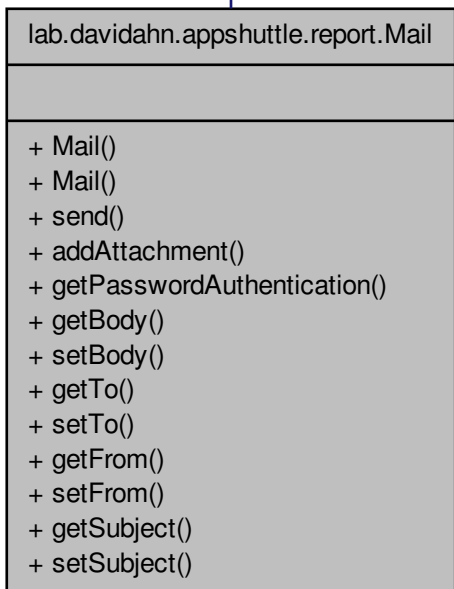 lab.davidahn.appshuttle.report.Mail
+ Mail()
+ Mail()
+ send()
+ addAttachment()
+ getPasswordAuthentication()
+ getBody()
+ setBody()
+ getTo()
+ setTo()
+ getFrom()
+ setFrom()
+ getSubject()
+ setSubject()